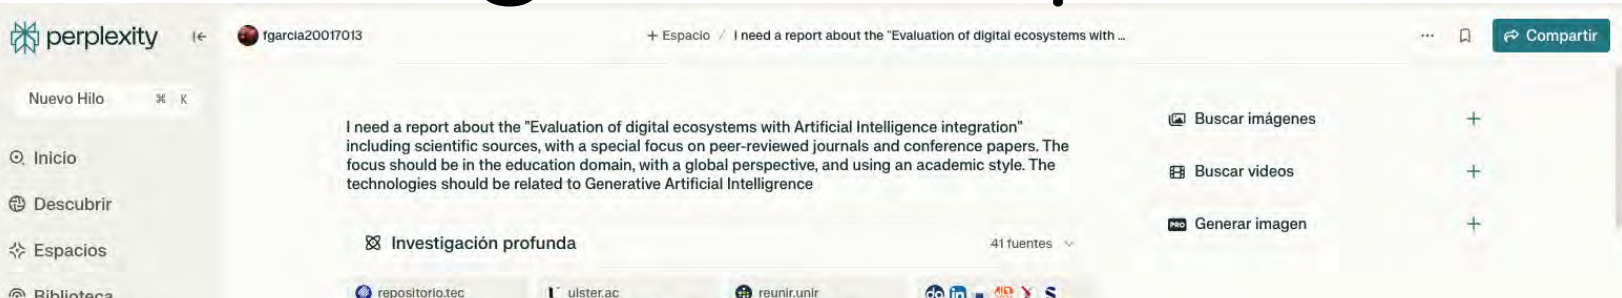 perplexity
fgarcia20017013
+ Espacio / I need a report about the "Evaluation of digital ecosystems with ...
Compartir
Nuevo Hilo ⌘ K
Inicio
Descubrir
Espacios
Biblioteca
I need a report about the "Evaluation of digital ecosystems with Artificial Intelligence integration"
including scientific sources, with a special focus on peer-reviewed journals and conference papers. The
focus should be in the education domain, with a global perspective, and using an academic style. The
technologies should be related to Generative Artificial Intelligrence
Investigación profunda
41 fuentes
repositorio.tec
ulster.ac
reunir.unir
Buscar imágenes
Buscar videos
PRO Generar imagen